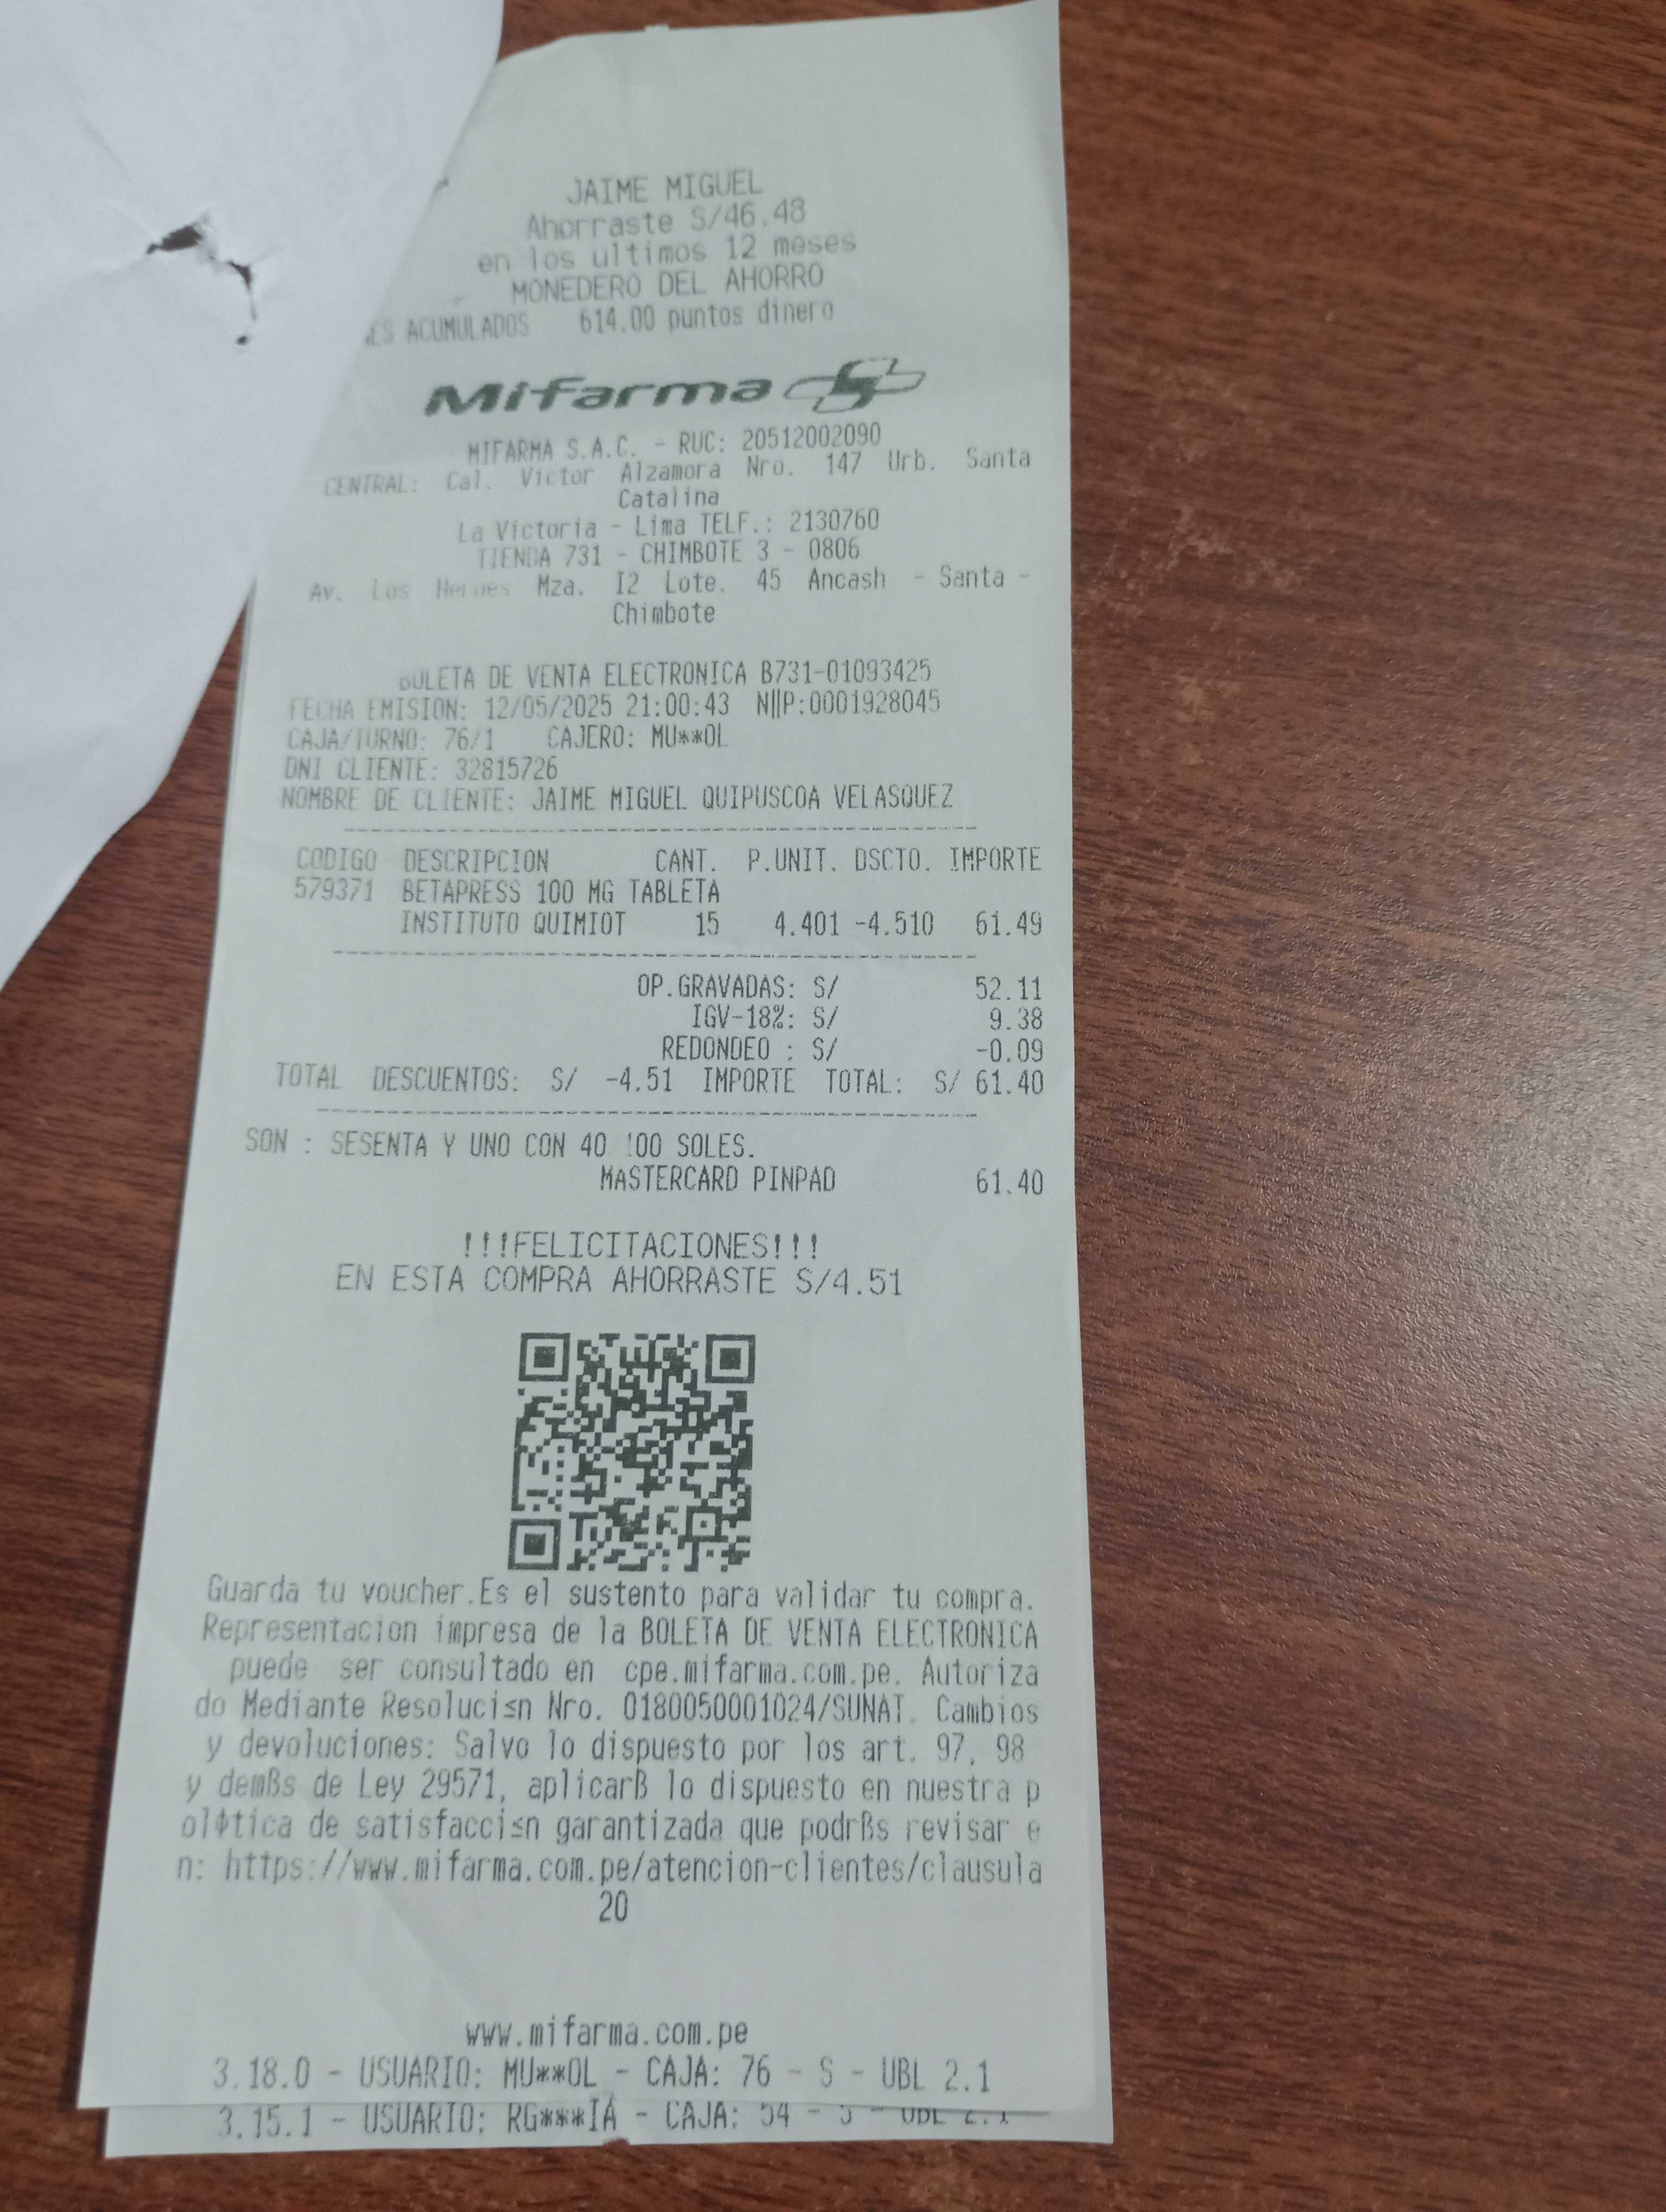 JAIME MIGUEL
Ahorraste S/46.48
en los ultimos 12 meses
MONEDERO DEL AHORRO
ACUMULADOS 614.00 puntos dinero
Mifarma
MIFARMA S.A.C. - RUC: 20512002090
CENTRAL: Cal. Victor Alzamora Nro. 147 Urb. Santa
Catalina
La Victoria - Lima TELF.: 2130760
TIENDA 731 - CHIMBOTE 3 - 0806
Av. Los Heroes Mza. I2 Lote. 45 Ancash - Santa -
Chimbote
BOLETA DE VENTA ELECTRONICA B731-01093425
FECHA EMISION: 12/05/2025 21:00:43 N||P:0001928045
CAJA/TURNO: 76/1 CAJERO: MU**OL
DNI CLIENTE: 32815726
NOMBRE DE CLIENTE: JAIME MIGUEL QUIPUSCOA VELASQUEZ
CODIGO DESCRIPCION CANT. P.UNIT. DSCTO. IMPORTE
579371 BETAPRESS 100 MG TABLETA
INSTITUTO QUIMIOT 15 4.401 -4.510 61.49
OP.GRAVADAS: S/ 52.11
IGV-18%: S/ 9.38
REDONDEO : S/ -0.09
TOTAL DESCUENTOS: S/ -4.51 IMPORTE TOTAL: S/ 61.40
SON : SESENTA Y UNO CON 40 100 SOLES.
MASTERCARD PINPAD 61.40
!!!FELICITACIONES!!!
EN ESTA COMPRA AHORRASTE S/4.51
Guarda tu voucher.Es el sustento para validar tu compra.
Representacion impresa de la BOLETA DE VENTA ELECTRONICA
puede ser consultado en cpe.mifarma.com.pe. Autoriza
do Mediante Resoluci≤n Nro. 0180050001024/SUNAT. Cambios
y devoluciones: Salvo lo dispuesto por los art. 97, 98
y demßs de Ley 29571, aplicarß lo dispuesto en nuestra p
olφtica de satisfacci≤n garantizada que podrßs revisar e
n: https://www.mifarma.com.pe/atencion-clientes/clausula
20
www.mifarma.com.pe
3.18.0 - USUARIO: MU**OL - CAJA: 76 - S - UBL 2.1
3.15.1 - USUARIO: RG***IA - CAJA: 54 - S - UBL 2.1